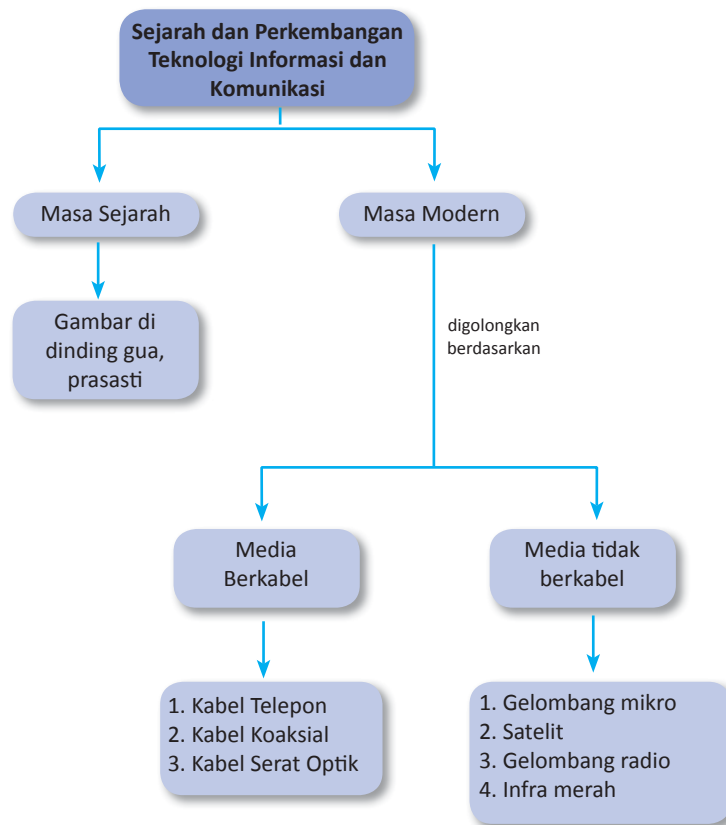 Sejarah dan Perkembangan
Teknologi Informasi dan
Komunikasi
Masa Sejarah
Masa Modern
Gambar di
dinding gua,
prasasti
digolongkan
berdasarkan
Media
Berkabel
Media tidak
berkabel
1. Kabel Telepon
2. Kabel Koaksial
3. Kabel Serat Optik
1. Gelombang mikro
2. Satelit
3. Gelombang radio
4. Infra merah